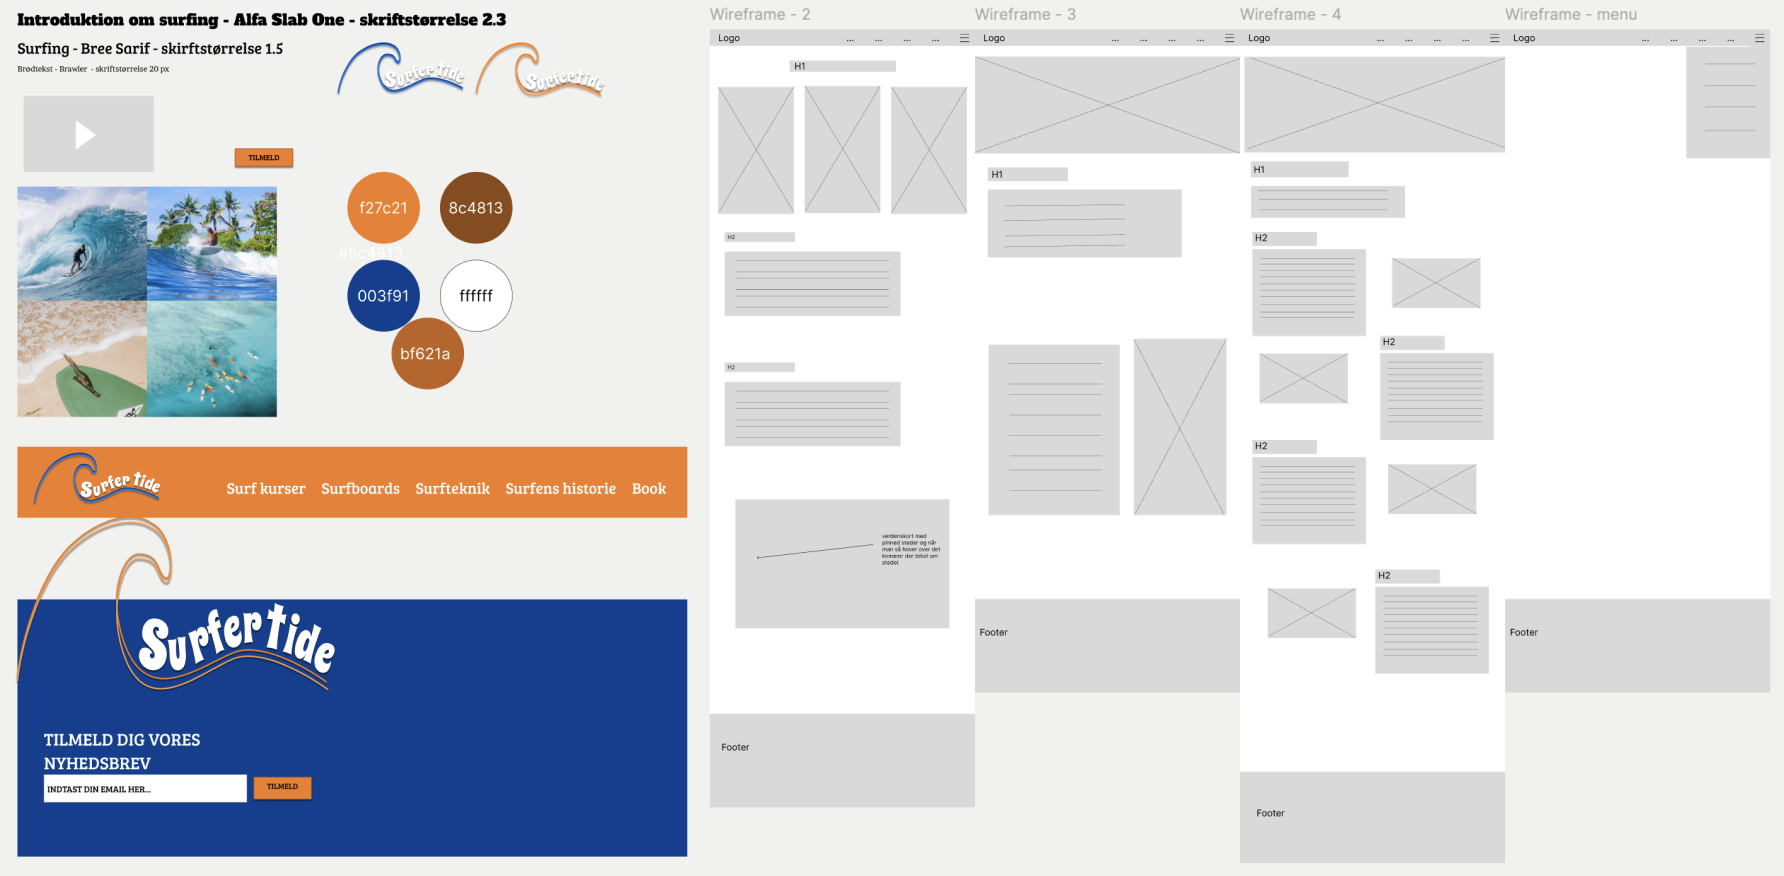 Introduktion om surfing - Alfa Slab One - skriftstørrelse 2.3
Surfing - Bree Sarif - skirftstørrelse 1.5
Brødtekst - Brawler - skriftstørrelse 20 px
Surfer tide
Surfer tide
TILMELD
f27c21
8c4813
#8c4813
003f91
ffffff
bf621a
Surfer tide
Surf kurser
Surfboards
Surfteknik
Surfens historie
Book
Surfer tide
TILMELD DIG VORES
NYHEDSBREV
INDTAST DIN EMAIL HER...
TILMELD
Wireframe - 2
Logo
... ... ... ...
H1
H2
H2
verdenskort med
pinned steder og når
man så hover over det
komemr der tekst om
stedet
Footer
Wireframe - 3
Logo
... ... ... ...
H1
Footer
Wireframe - 4
Logo
... ... ... ...
H1
H2
H2
H2
H2
Footer
Wireframe - menu
Logo
... ... ... ...
Footer